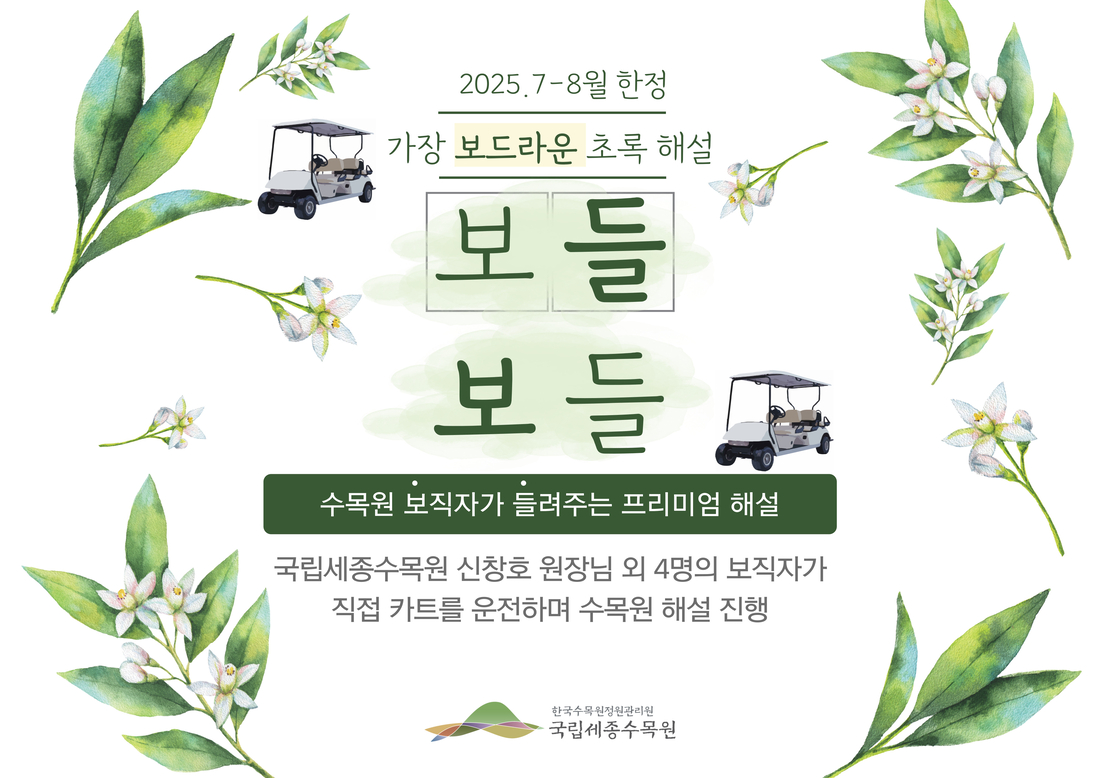 2025.7-8월 한정
가장 보드라운 초록 해설
보들
보들
수목원 보직자가 들려주는 프리미엄 해설
국립세종수목원 신창호 원장님 외 4명의 보직자가
직접 카트를 운전하며 수목원 해설 진행
한국수목원정원관리원
국립세종수목원